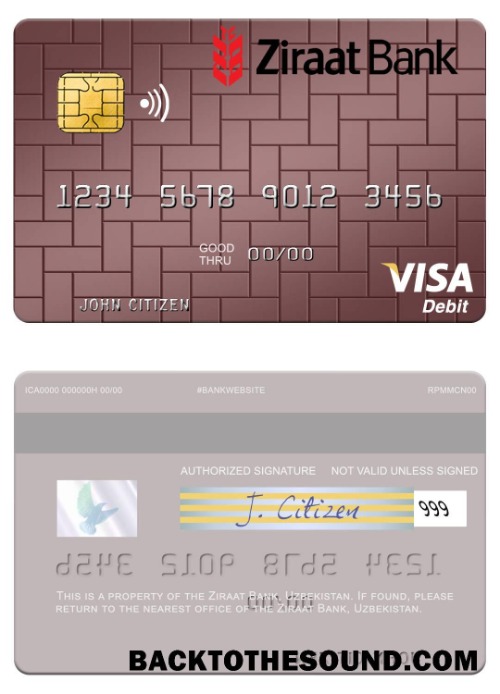 Ziraat Bank
1234 5678 9012 3456
GOOD THRU 00/00
VISA
Debit
JOHN CITIZEN
ICA0000 000000H 00/00 #BANKWEBSITE RPMMCN00
AUTHORIZED SIGNATURE NOT VALID UNLESS SIGNED
J. Citizen 999
THIS IS A PROPERTY OF THE ZIRAAT BANK, UZBEKISTAN. IF FOUND, PLEASE
RETURN TO THE NEAREST OFFICE OF THE ZIRAAT BANK, UZBEKISTAN.
BACKTOTHESOUND.COM